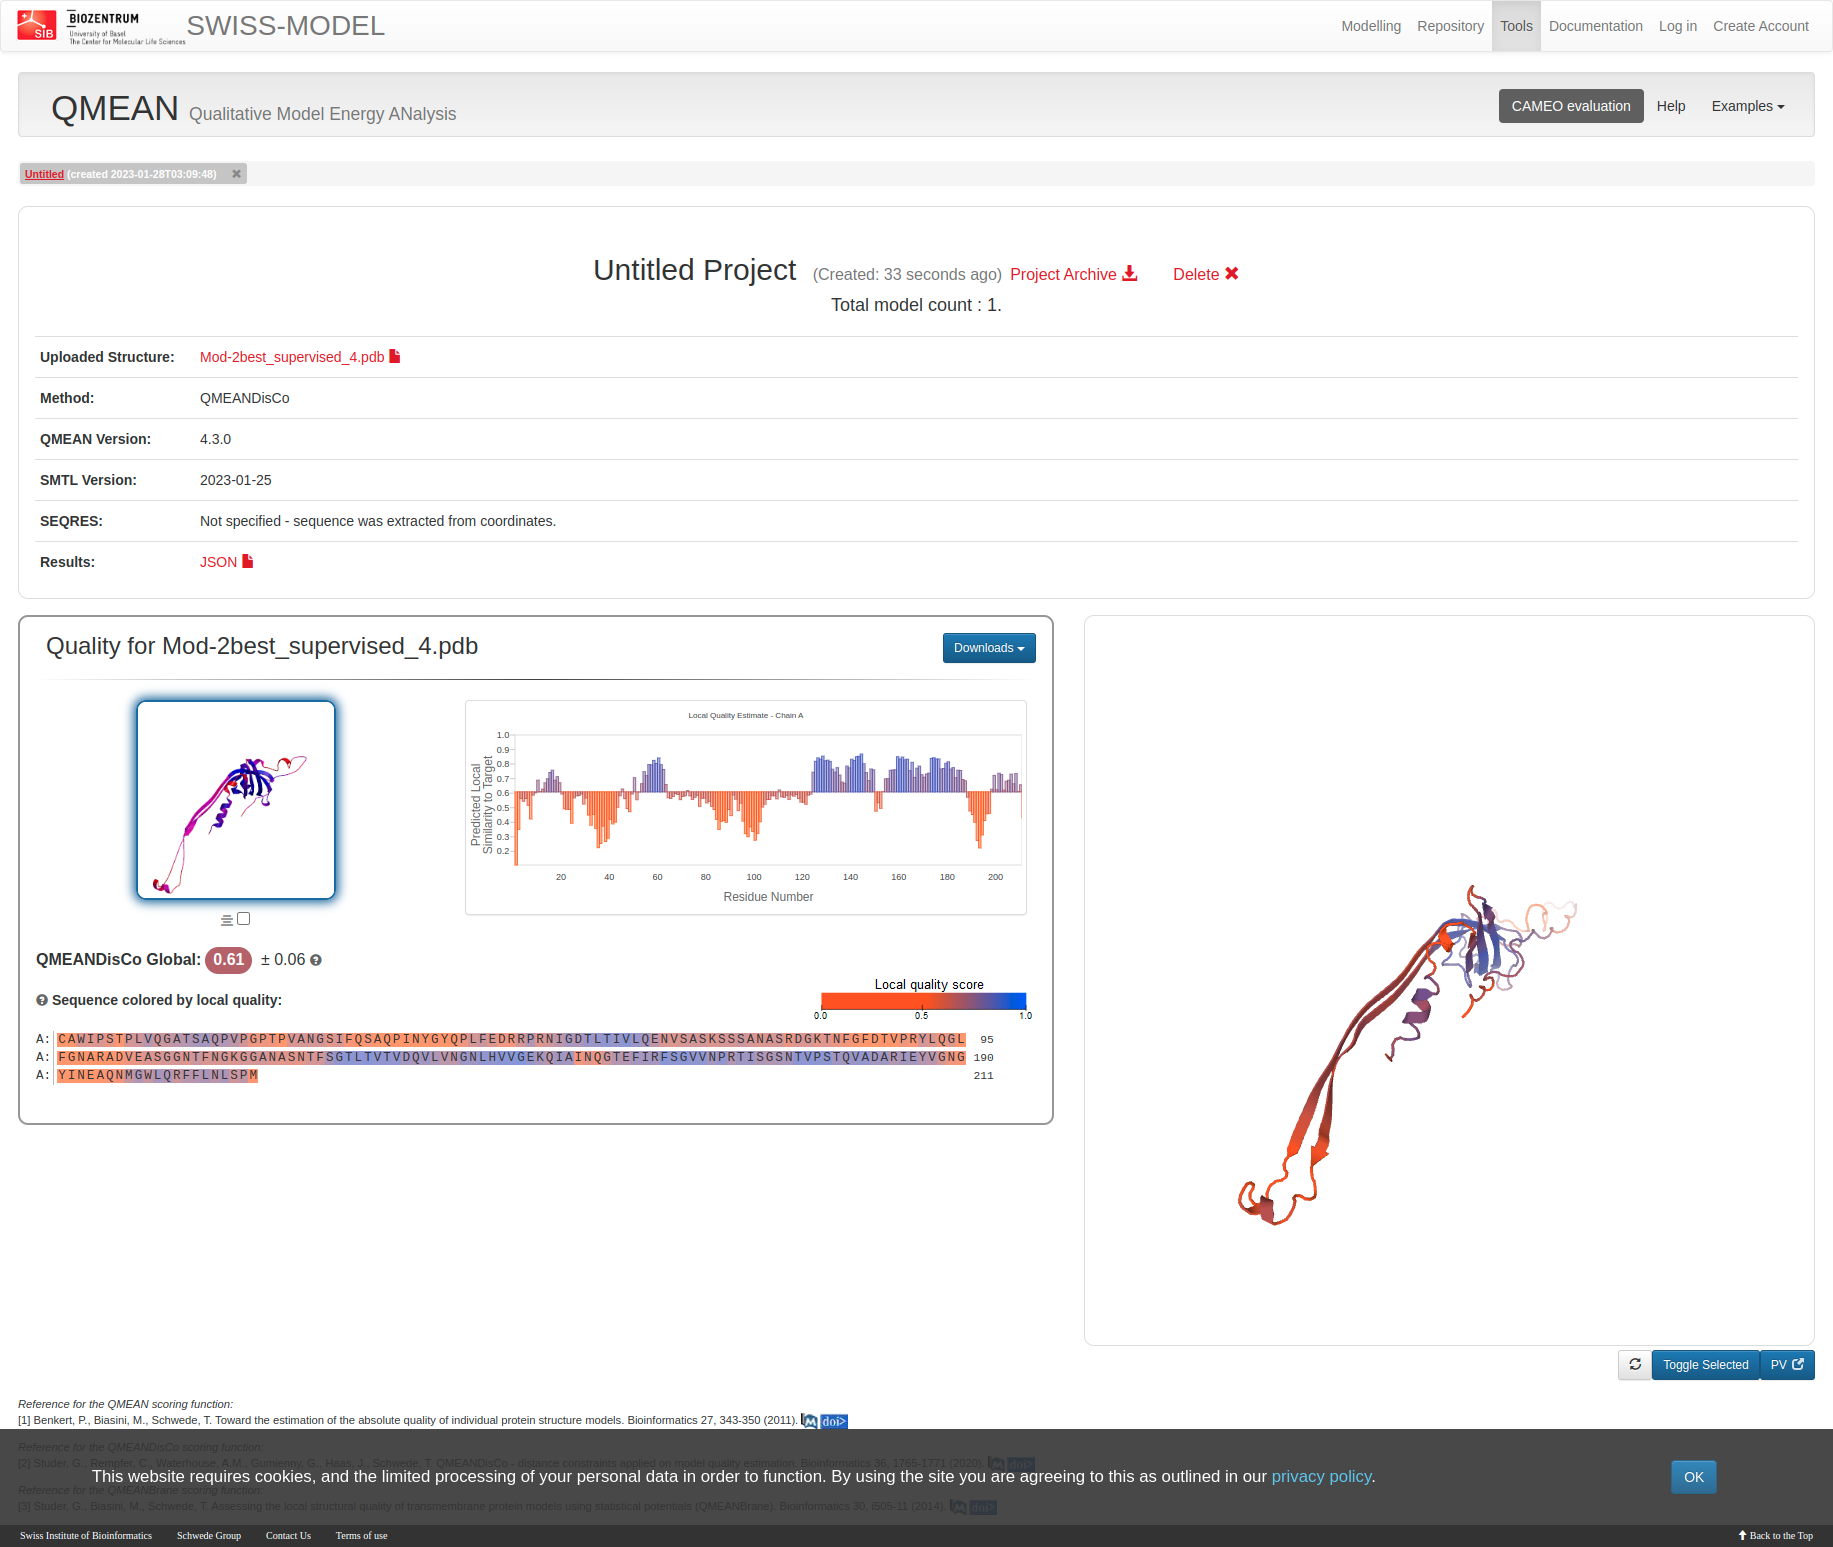 SIB BIOZENTRUM
University of Basel
The Center for Molecular Life Sciences
SWISS-MODEL
Modelling Repository Tools Documentation Log in Create Account
QMEAN Qualitative Model Energy ANalysis
CAMEO evaluation Help Examples
Untitled (created 2023-01-28T03:09:48)
Untitled Project (Created: 33 seconds ago) Project Archive Delete
Total model count : 1.
Uploaded Structure: Mod-2best_supervised_4.pdb
Method: QMEANDisCo
QMEAN Version: 4.3.0
SMTL Version: 2023-01-25
SEQRES: Not specified - sequence was extracted from coordinates.
Results: JSON
Quality for Mod-2best_supervised_4.pdb
Downloads
Local Quality Estimate - Chain A
Predicted Local
Similarity to Target
1.0
0.9
0.8
0.7
0.6
0.5
0.4
0.3
0.2
20 40 60 80 100 120 140 160 180 200
Residue Number
QMEANDisCo Global: 0.61 ± 0.06
Sequence colored by local quality:
Local quality score
0.0 0.5 1.0
A: CAWIPSTPLVQGATSAQPVPGPTPVANGSIFQSAQPINYGYQPLFEDRRPRNIGDTLTIVLQENVSASKSSSANASRDGKTNFGFDTVPRYLQGL 95
A: FGNARADVEASGGNTFNGKGGANASNTFSGTLTVTVDQVLVNGNLHVVGEKQIAINQGTEFIRFSGVVNPRTISGSNTVPSTQVADARIEYVGNG 190
A: YINEAQNMGWLQRFFLNLSPM 211
Toggle Selected PV
Reference for the QMEAN scoring function:
[1] Benkert, P., Biasini, M., Schwede, T. Toward the estimation of the absolute quality of individual protein structure models. Bioinformatics 27, 343-350 (2011). M doi>
Reference for the QMEANDisCo scoring function:
[2] Studer, G., Rempfer, C., Waterhouse, A.M., Gumienny, G., Haas, J., Schwede, T. QMEANDisCo - distance constraints applied on model quality estimation. Bioinformatics 36, 1765-1771 (2020). M doi>
This website requires cookies, and the limited processing of your personal data in order to function. By using the site you are agreeing to this as outlined in our privacy policy.
OK
Reference for the QMEANBrane scoring function:
[3] Studer, G., Biasini, M., Schwede, T. Assessing the local structural quality of transmembrane protein models using statistical potentials (QMEANBrane). Bioinformatics 30, i505-11 (2014). M doi>
Swiss Institute of Bioinformatics Schwede Group Contact Us Terms of use
Back to the Top